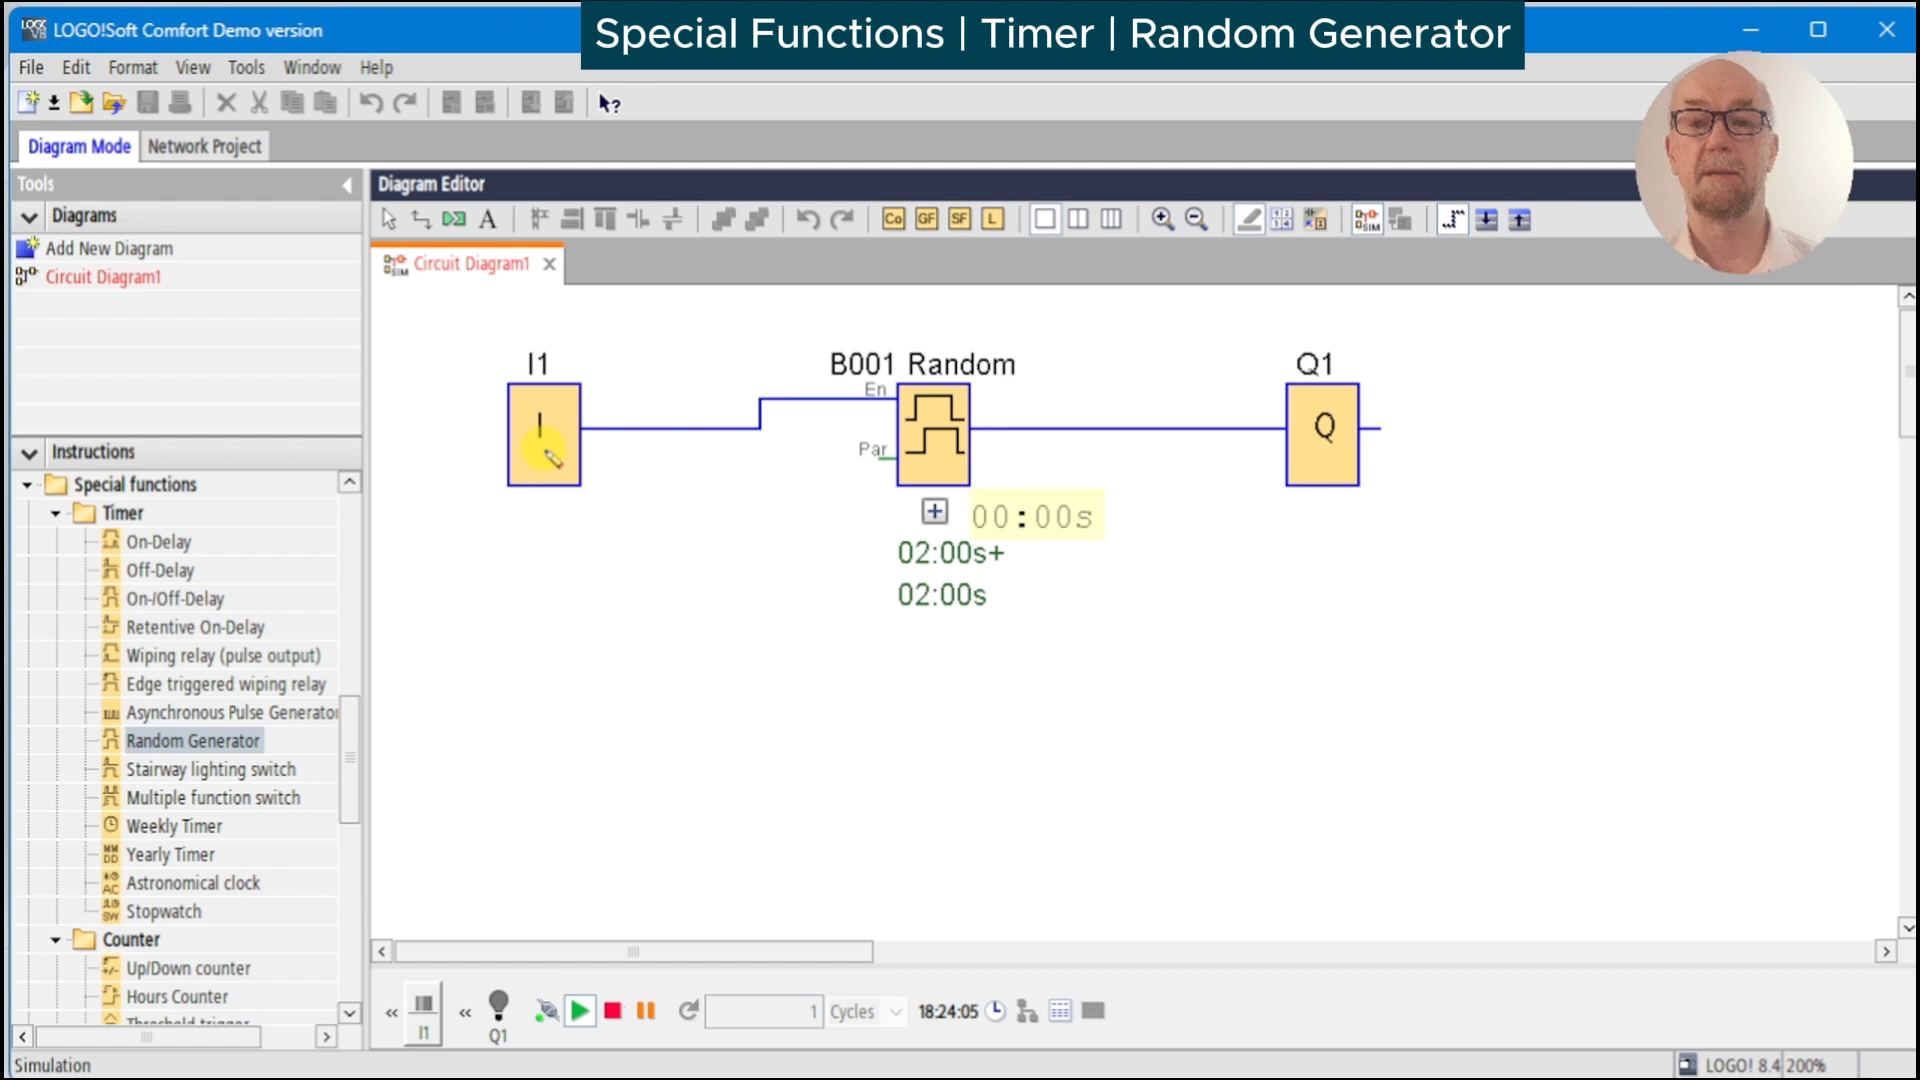 LOGO!Soft Comfort Demo version
Special Functions | Timer | Random Generator
File Edit Format View Tools Window Help
Diagram Mode Network Project
Tools
Diagram Editor
Diagrams
A Co GF SF L
Add New Diagram
Circuit Diagram1
Circuit Diagram1
I1 B001 Random Q1
En
I
Q
Par
00:00s
02:00s+
02:00s
Instructions
Special functions
Timer
On-Delay
Off-Delay
On-/Off-Delay
Retentive On-Delay
Wiping relay (pulse output)
Edge triggered wiping relay
Asynchronous Pulse Generator
Random Generator
Stairway lighting switch
Multiple function switch
Weekly Timer
Yearly Timer
Astronomical clock
Stopwatch
Counter
Up/Down counter
Hours Counter
Threshold trigger
I1
Q1
1 Cycles
18:24:05
Simulation
LOGO! 8.4 200%